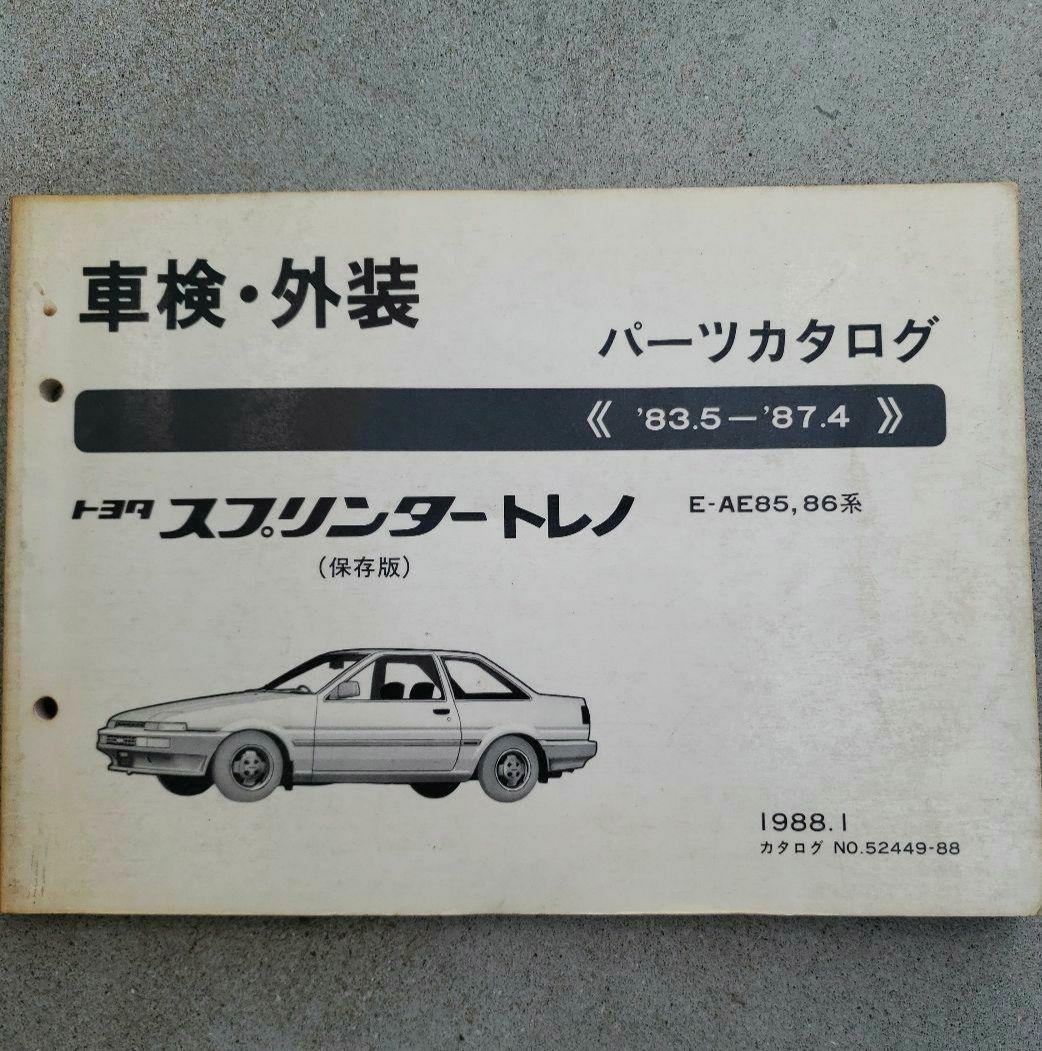 車検・外装
パーツカタログ
《 '83.5－'87.4 》
トヨタ スプリンタートレノ E-AE85,86系
(保存版)
1988.1
カタログ NO.52449-88